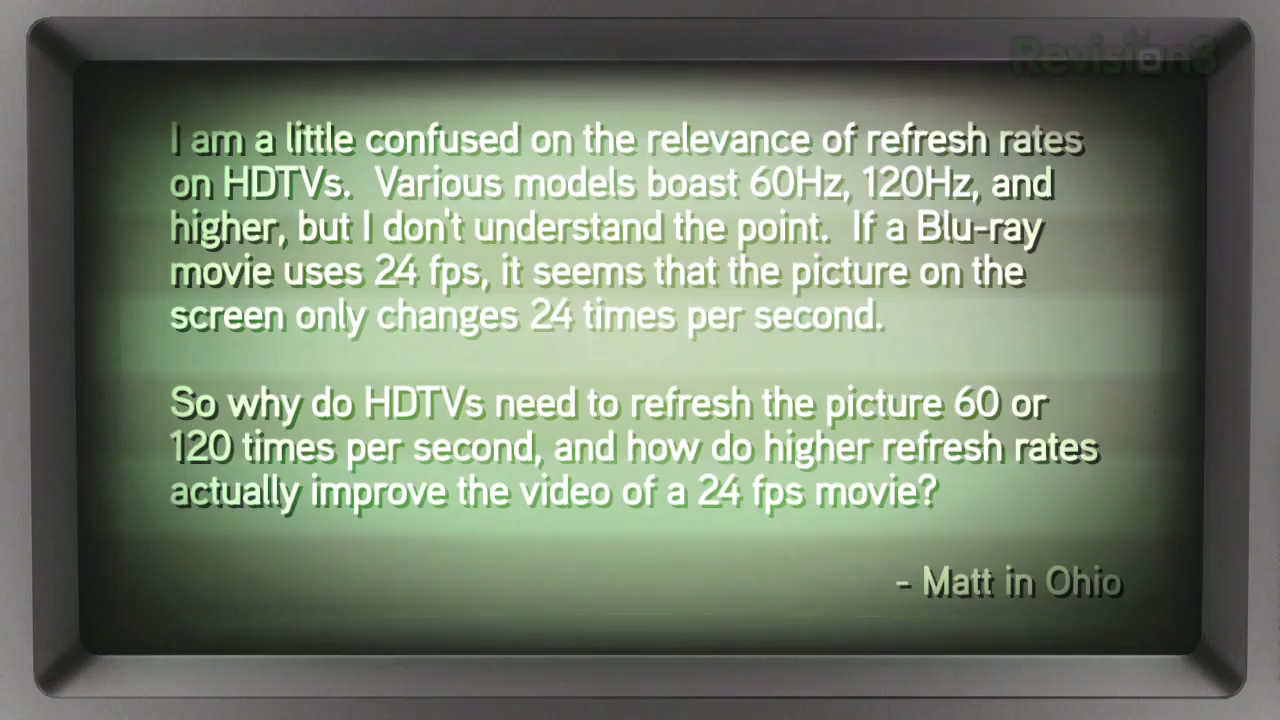 Revision3
I am a little confused on the relevance of refresh rates
on HDTVs.  Various models boast 60Hz, 120Hz, and
higher, but I don't understand the point.  If a Blu-ray
movie uses 24 fps, it seems that the picture on the
screen only changes 24 times per second.
So why do HDTVs need to refresh the picture 60 or
120 times per second, and how do higher refresh rates
actually improve the video of a 24 fps movie?
- Matt in Ohio